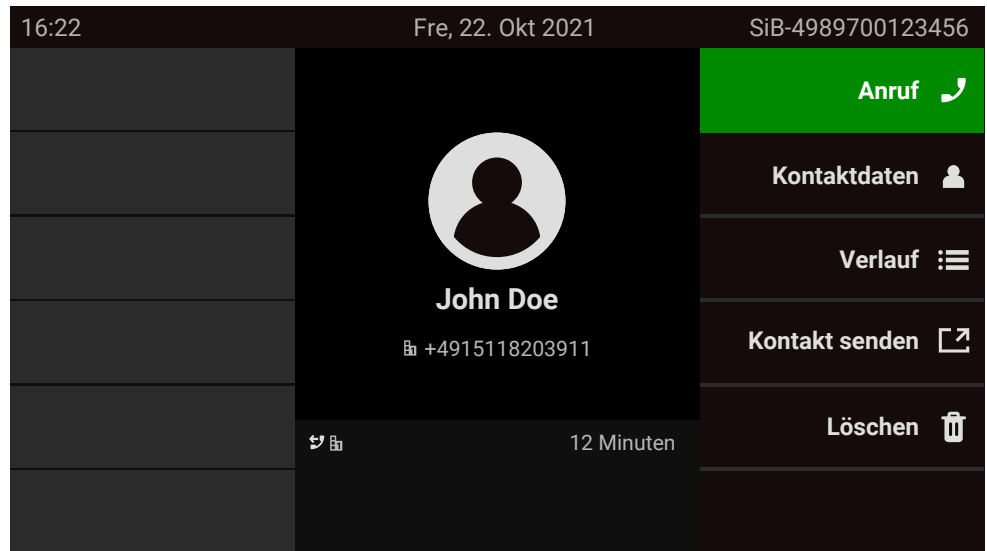 16:22 Fre, 22. Okt 2021 SiB-4989700123456
Anruf
Kontaktdaten
Verlauf
Kontakt senden
Löschen
John Doe
+4915118203911
12 Minuten